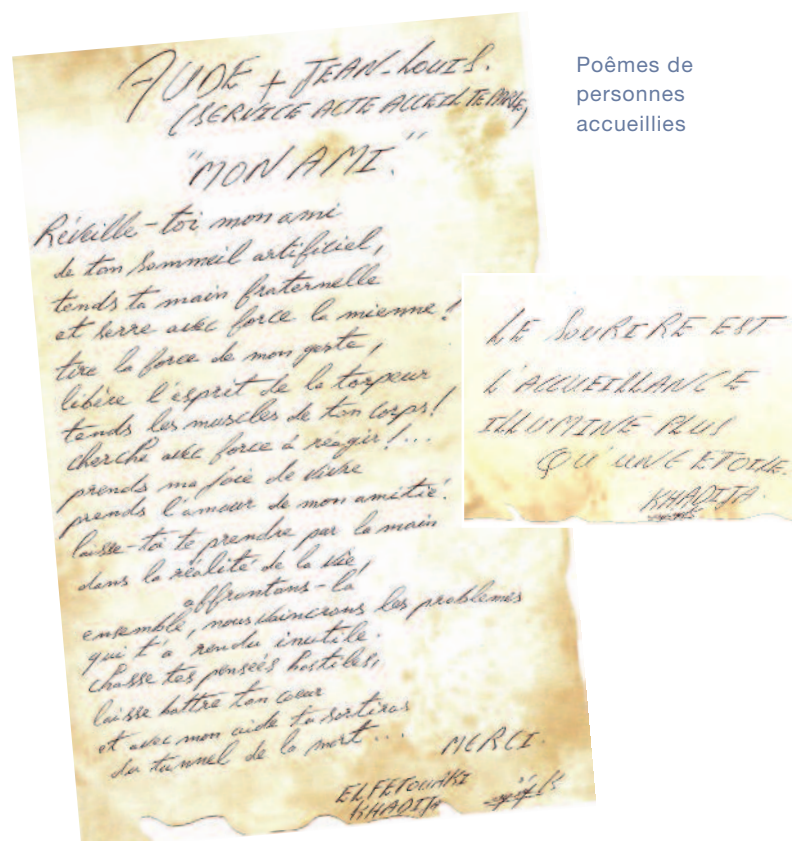 AUDE + JEAN-LOUIS.
(SERVICE ACTE ACCEIL TE PARLE)
"MON AMI."
Réveille-toi mon ami
de ton sommeil artificiel,
tends ta main fraternelle
et serre avec force la mienne !
tire la force de mon geste,
libère l'esprit de la torpeur
tends les muscles de ton corps !
cherche avec force à réagir !...
prends ma joie de vivre
prends l'amour de mon amitié.
laisse-toi te prendre par la main
dans la réalité de la vie,
affrontons-la
ensemble, nous vaincrons les problèmes
qui t'a rendu inutile.
chasse tes pensées hostiles,
laisse battre ton cœur
et avec mon aide tu sortiras
du tunnel de la mort...
MERCI.
EL FETOUAKI
KHADIJA
Poêmes de
personnes
accueillies
LE SOURIRE EST
L'ACCUEILLANCE
ILLUMINE PLUS
QU'UNE ETOILE.
KHADIJA